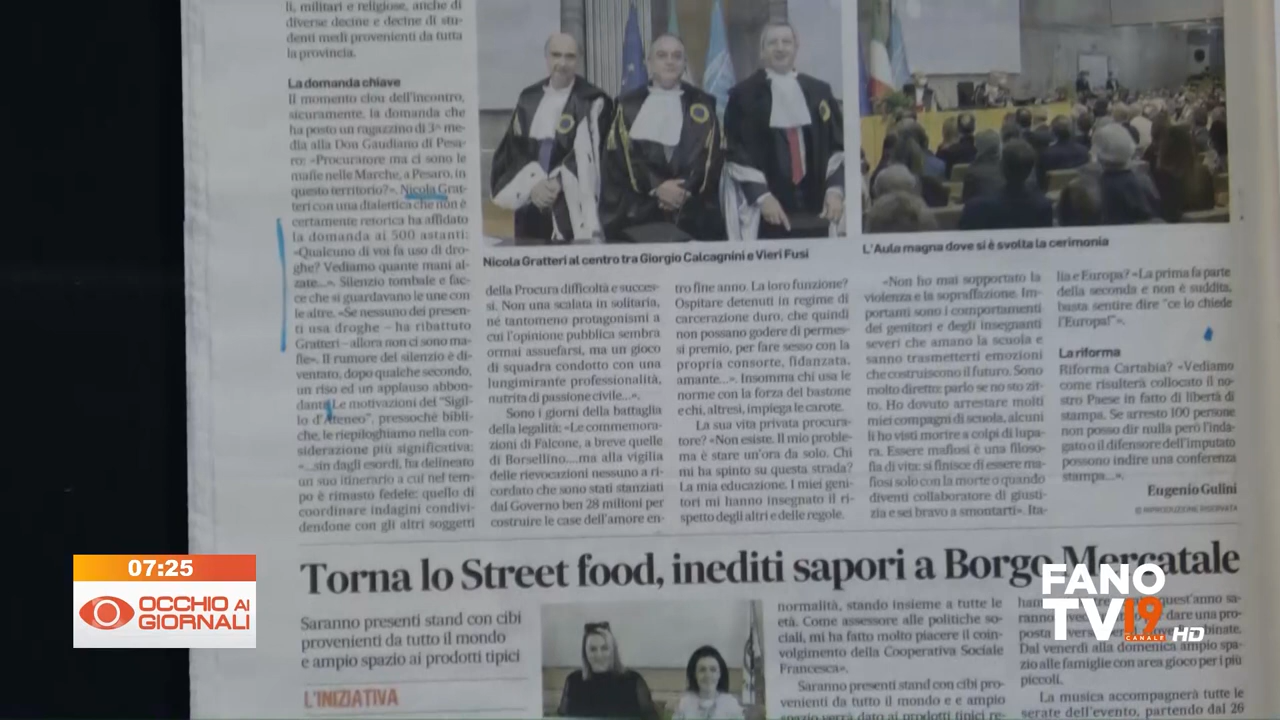 li, militari e religiose, anche di
diverse decine e decine di stu-
denti medi provenienti da tutta
la provincia.
La domanda chiave
Il momento clou dell'incontro,
sicuramente, la domanda che
ha posto un ragazzino di 3ª me-
dia alla Don Gaudiano di Pesa-
ro: «Procuratore ma ci sono le
mafie nelle Marche, a Pesaro, in
questo territorio?». Nicola Grat-
teri con una dialettica che non è
certamente retorica ha affidato
la domanda ai 500 astanti:
«Qualcuno di voi fa uso di dro-
ghe? Vediamo quante mani al-
zate...». Silenzio tombale e fac-
ce che si guardavano le une con
le altre. «Se nessuno dei presen-
ti usa droghe – ha ribattuto
Gratteri – allora non ci sono ma-
fie». Il rumore del silenzio è di-
ventato, dopo qualche secondo,
un riso ed un applauso abbon-
dante. Le motivazioni del "Sigil-
lo d'Ateneo", pressoché bibli-
che, le riepiloghiamo nella con-
siderazione più significativa:
«...sin dagli esordi, ha delineato
un suo itinerario a cui nel tem-
po è rimasto fedele: quello di
coordinare indagini condivi-
dendone con gli altri soggetti
Nicola Gratteri al centro tra Giorgio Calcagnini e Vieri Fusi
L'Aula magna dove si è svolta la cerimonia
della Procura difficoltà e succes-
si. Non una scalata in solitaria,
né tantomeno protagonismi a
cui l'opinione pubblica sembra
ormai assuefarsi, ma un gioco
di squadra condotto con una
lungimirante professionalità,
nutrita di passione civile...».
Sono i giorni della battaglia
della legalità: «Le commemora-
zioni di Falcone, a breve quelle
di Borsellino....ma alla vigilia
delle rievocazioni nessuno a ri-
cordato che sono stati stanziati
dal Governo ben 28 milioni per
costruire le case dell'amore en-
tro fine anno. La loro funzione?
Ospitare detenuti in regime di
carcerazione duro, che quindi
non possano godere di permes-
si premio, per fare sesso con la
propria consorte, fidanzata,
amante...». Insomma chi usa le
norme con la forza del bastone
e chi, altresì, impiega le carote.
La sua vita privata procura-
tore? «Non esiste. Il mio proble-
ma è stare un'ora da solo. Chi
mi ha spinto su questa strada?
La mia educazione. I miei geni-
tori mi hanno insegnato il ri-
spetto degli altri e delle regole.
«Non ho mai sopportato la
violenza e la sopraffazione. Im-
portanti sono i comportamenti
dei genitori e degli insegnanti
severi che amano la scuola e
sanno trasmetterti emozioni
che costruiscono il futuro. Sono
molto diretto: parlo se no sto zit-
to. Ho dovuto arrestare molti
miei compagni di scuola, alcuni
li ho visti morire a colpi di lupa-
ra. Essere mafiosi è una filoso-
fia di vita: si finisce di essere ma-
fiosi solo con la morte o quando
diventi collaboratore di giusti-
zia e sei bravo a smontarti». Ita-
lia e Europa? «La prima fa parte
della seconda e non è suddita,
basta sentire dire "ce lo chiede
l'Europa!"».
La riforma
Riforma Cartabia? «Vediamo
come risulterà collocato il no-
stro Paese in fatto di libertà di
stampa. Se arresto 100 persone
non posso dir nulla però l'inda-
gato o il difensore dell'imputato
possono indire una conferenza
stampa...».
Eugenio Gulini
© RIPRODUZIONE RISERVATA
Torna lo Street food, inediti sapori a Borgo Mercatale
Saranno presenti stand con cibi
provenienti da tutto il mondo
e ampio spazio ai prodotti tipici
L'INIZIATIVA
normalità, stando insieme a tutte le
età. Come assessore alle politiche so-
ciali, mi ha fatto molto piacere il coin-
volgimento della Cooperativa Sociale
Francesca».
Saranno presenti stand con cibi pro-
venienti da tutto il mondo e ampio
spazio verrà dato ai prodotti tipici re-
quest'anno sa-
dare una pro-
Dal venerdì alla domenica ampio spa-
zio alle famiglie con area gioco per i più
piccoli.
La musica accompagnerà tutte le
serate dell'evento, partendo dal 26
07:25
OCCHIO AI
GIORNALI
FANO
TV 19
CANALE
HD